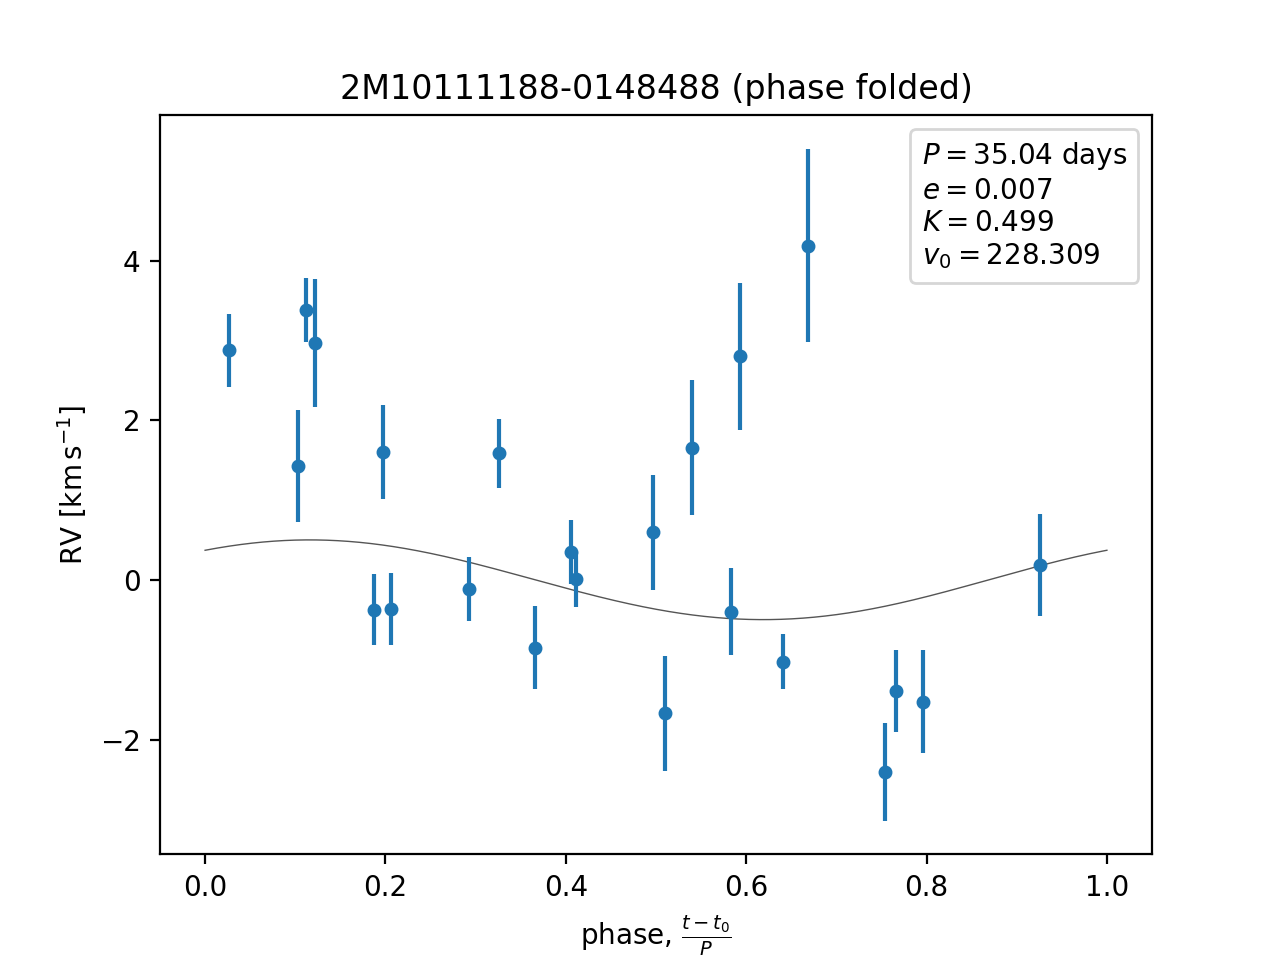 2M10111188-0148488 (phase folded)
P = 35.04 days
e = 0.007
K = 0.499
v₀ = 228.309
RV [km s⁻¹]
4
2
0
−2
0.0 0.2 0.4 0.6 0.8 1.0
phase, (t − t₀)/P